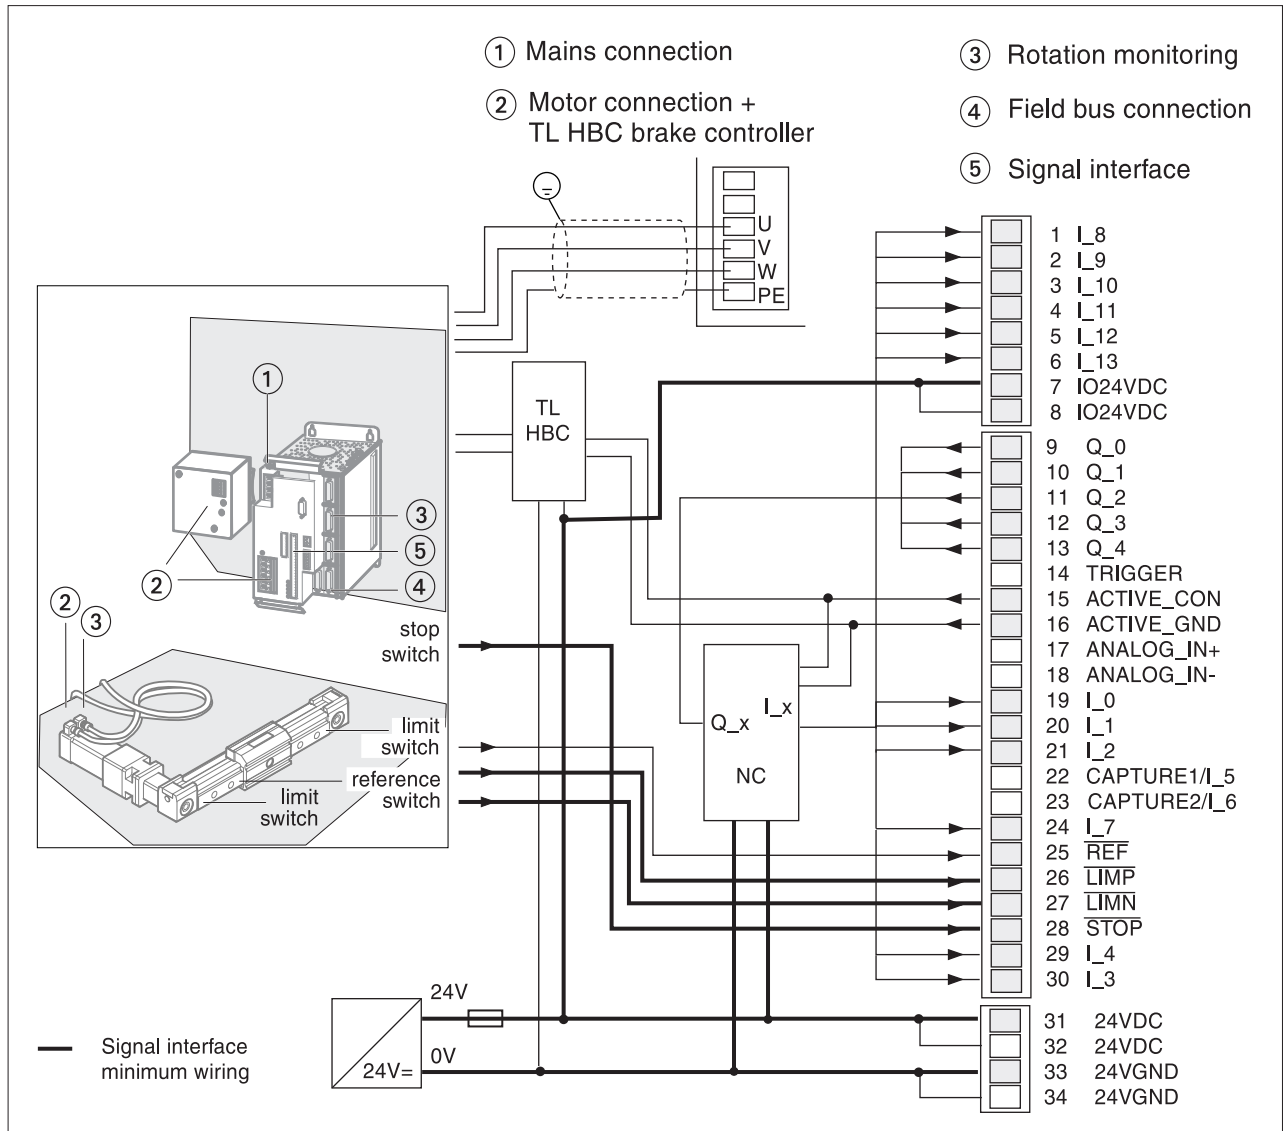 1 Mains connection
2 Motor connection +
TL HBC brake controller
3 Rotation monitoring
4 Field bus connection
5 Signal interface
U
V
W
PE
TL
HBC
1
3
5
4
2
2
3
stop
switch
limit
switch
reference
switch
limit
switch
Q_x
I_x
NC
1 I_8
2 I_9
3 I_10
4 I_11
5 I_12
6 I_13
7 IO24VDC
8 IO24VDC
9 Q_0
10 Q_1
11 Q_2
12 Q_3
13 Q_4
14 TRIGGER
15 ACTIVE_CON
16 ACTIVE_GND
17 ANALOG_IN+
18 ANALOG_IN-
19 I_0
20 I_1
21 I_2
22 CAPTURE1/I_5
23 CAPTURE2/I_6
24 I_7
25 REF
26 LIMP
27 LIMN
28 STOP
29 I_4
30 I_3
31 24VDC
32 24VDC
33 24VGND
34 24VGND
24V
0V
24V=
Signal interface
minimum wiring